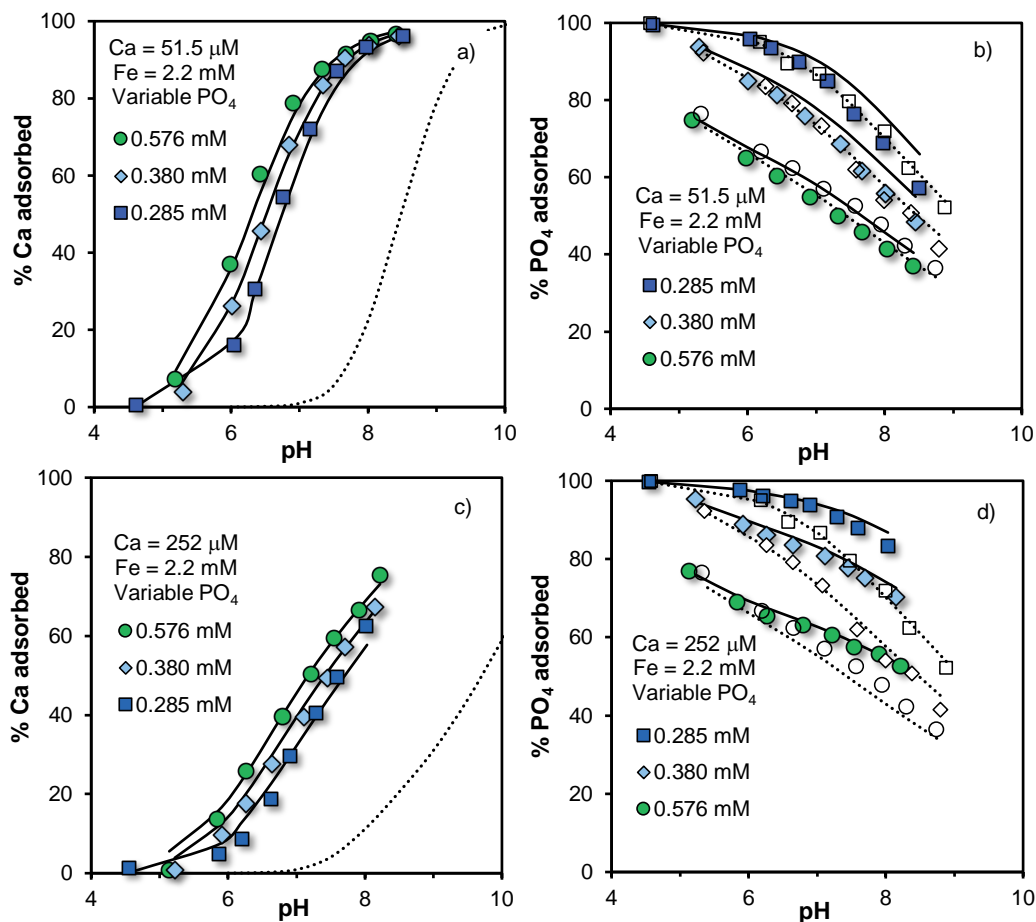 % Ca adsorbed
100
80
60
40
20
0
4
6
8
10
pH
a)
Ca = 51.5 μM
Fe = 2.2 mM
Variable PO4
0.576 mM
0.380 mM
0.285 mM
% PO4 adsorbed
100
80
60
40
20
0
4
6
8
10
pH
b)
Ca = 51.5 μM
Fe = 2.2 mM
Variable PO4
0.285 mM
0.380 mM
0.576 mM
% Ca adsorbed
100
80
60
40
20
0
4
6
8
10
pH
c)
Ca = 252 μM
Fe = 2.2 mM
Variable PO4
0.576 mM
0.380 mM
0.285 mM
% PO4 adsorbed
100
80
60
40
20
0
4
6
8
10
pH
d)
Ca = 252 μM
Fe = 2.2 mM
Variable PO4
0.285 mM
0.380 mM
0.576 mM